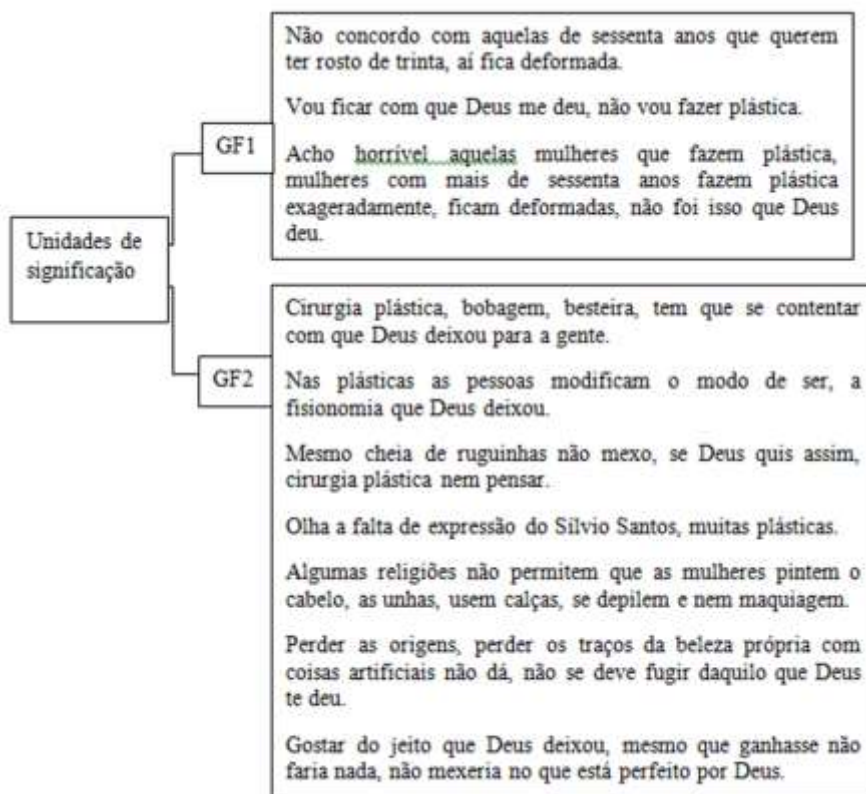 Unidades de
significação
GF1
Não concordo com aquelas de sessenta anos que querem
ter rosto de trinta, aí fica deformada.
Vou ficar com que Deus me deu, não vou fazer plástica.
Acho horrível aquelas mulheres que fazem plástica,
mulheres com mais de sessenta anos fazem plástica
exageradamente, ficam deformadas, não foi isso que Deus
deu.
GF2
Cirurgia plástica, bobagem, besteira, tem que se contentar
com que Deus deixou para a gente.
Nas plásticas as pessoas modificam o modo de ser, a
fisionomia que Deus deixou.
Mesmo cheia de ruguinhas não mexo, se Deus quis assim,
cirurgia plástica nem pensar.
Olha a falta de expressão do Sílvio Santos, muitas plásticas.
Algumas religiões não permitem que as mulheres pintem o
cabelo, as unhas, usem calças, se depilem e nem maquiagem.
Perder as origens, perder os traços da beleza própria com
coisas artificiais não dá, não se deve fugir daquilo que Deus
te deu.
Gostar do jeito que Deus deixou, mesmo que ganhasse não
faria nada, não mexeria no que está perfeito por Deus.